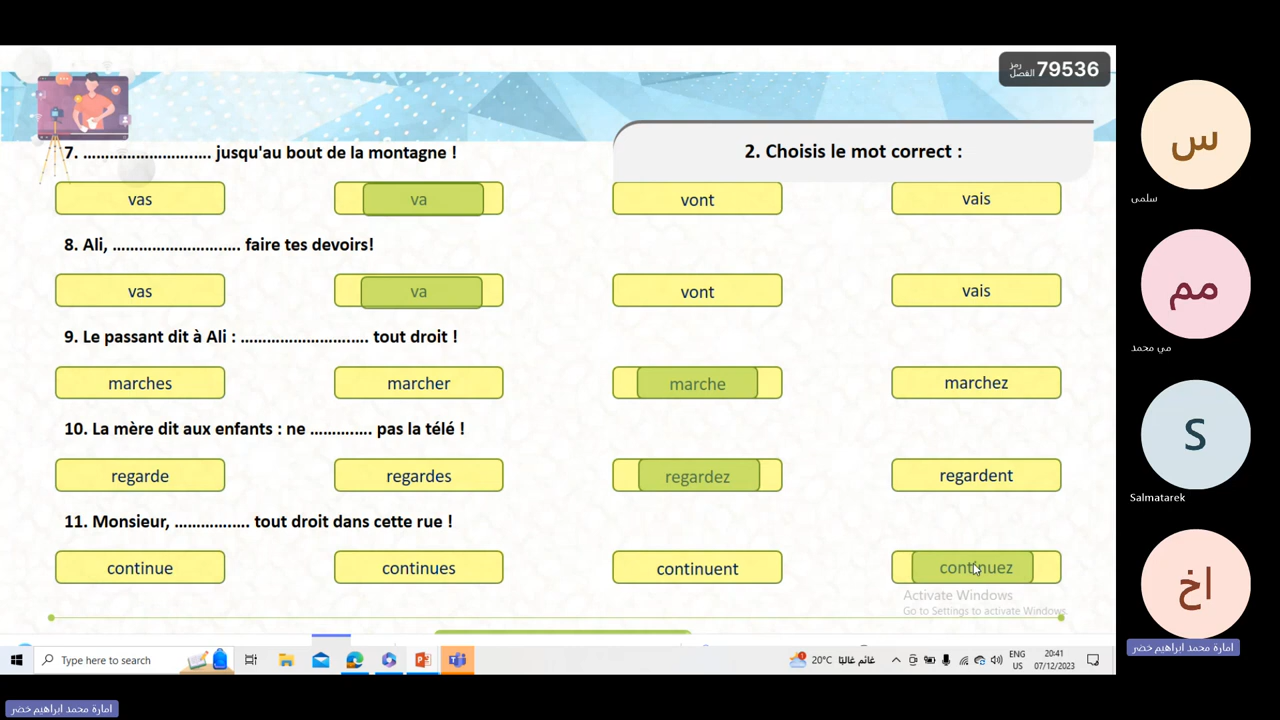 79536 رمز الفصل
2. Choisis le mot correct :
7. ............................ jusqu'au bout de la montagne !
vas va vont vais
8. Ali, ............................ faire tes devoirs!
vas va vont vais
9. Le passant dit à Ali : ............................ tout droit !
marches marcher marche marchez
10. La mère dit aux enfants : ne .............. pas la télé !
regarde regardes regardez regardent
11. Monsieur, ................. tout droit dans cette rue !
continue continues continuent continuez
Activate Windows
Go to Settings to activate Windows.
Type here to search
20°C غائم غالبًا
ENG
US
20:41
07/12/2023
س
سلمى
مم
مي محمد
S
Salmatarek
اخ
امارة محمد ابراهيم خضر
امارة محمد ابراهيم خضر